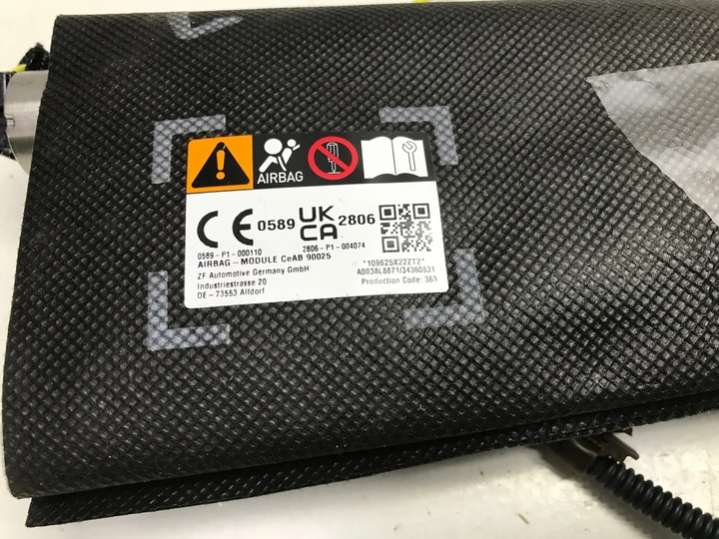 AIRBAG
CE 0589 UK CA 2806
0589-P1-000110 2806-P1-004074
AIRBAG - MODULE CeAB 90025
ZF Automotive Germany GmbH
Industriestrasse 20
DE - 73553 Alfdorf
Production Code: 363